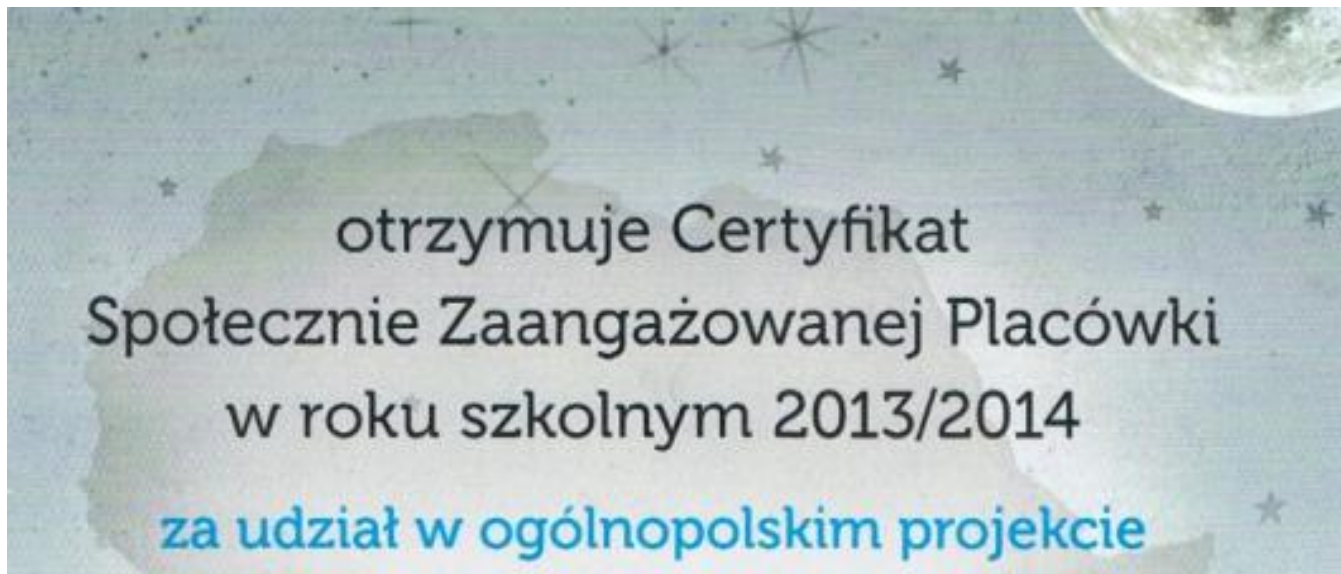 otrzymuje Certyfikat
Społecznie Zaangażowanej Placówki
w roku szkolnym 2013/2014
za udział w ogólnopolskim projekcie